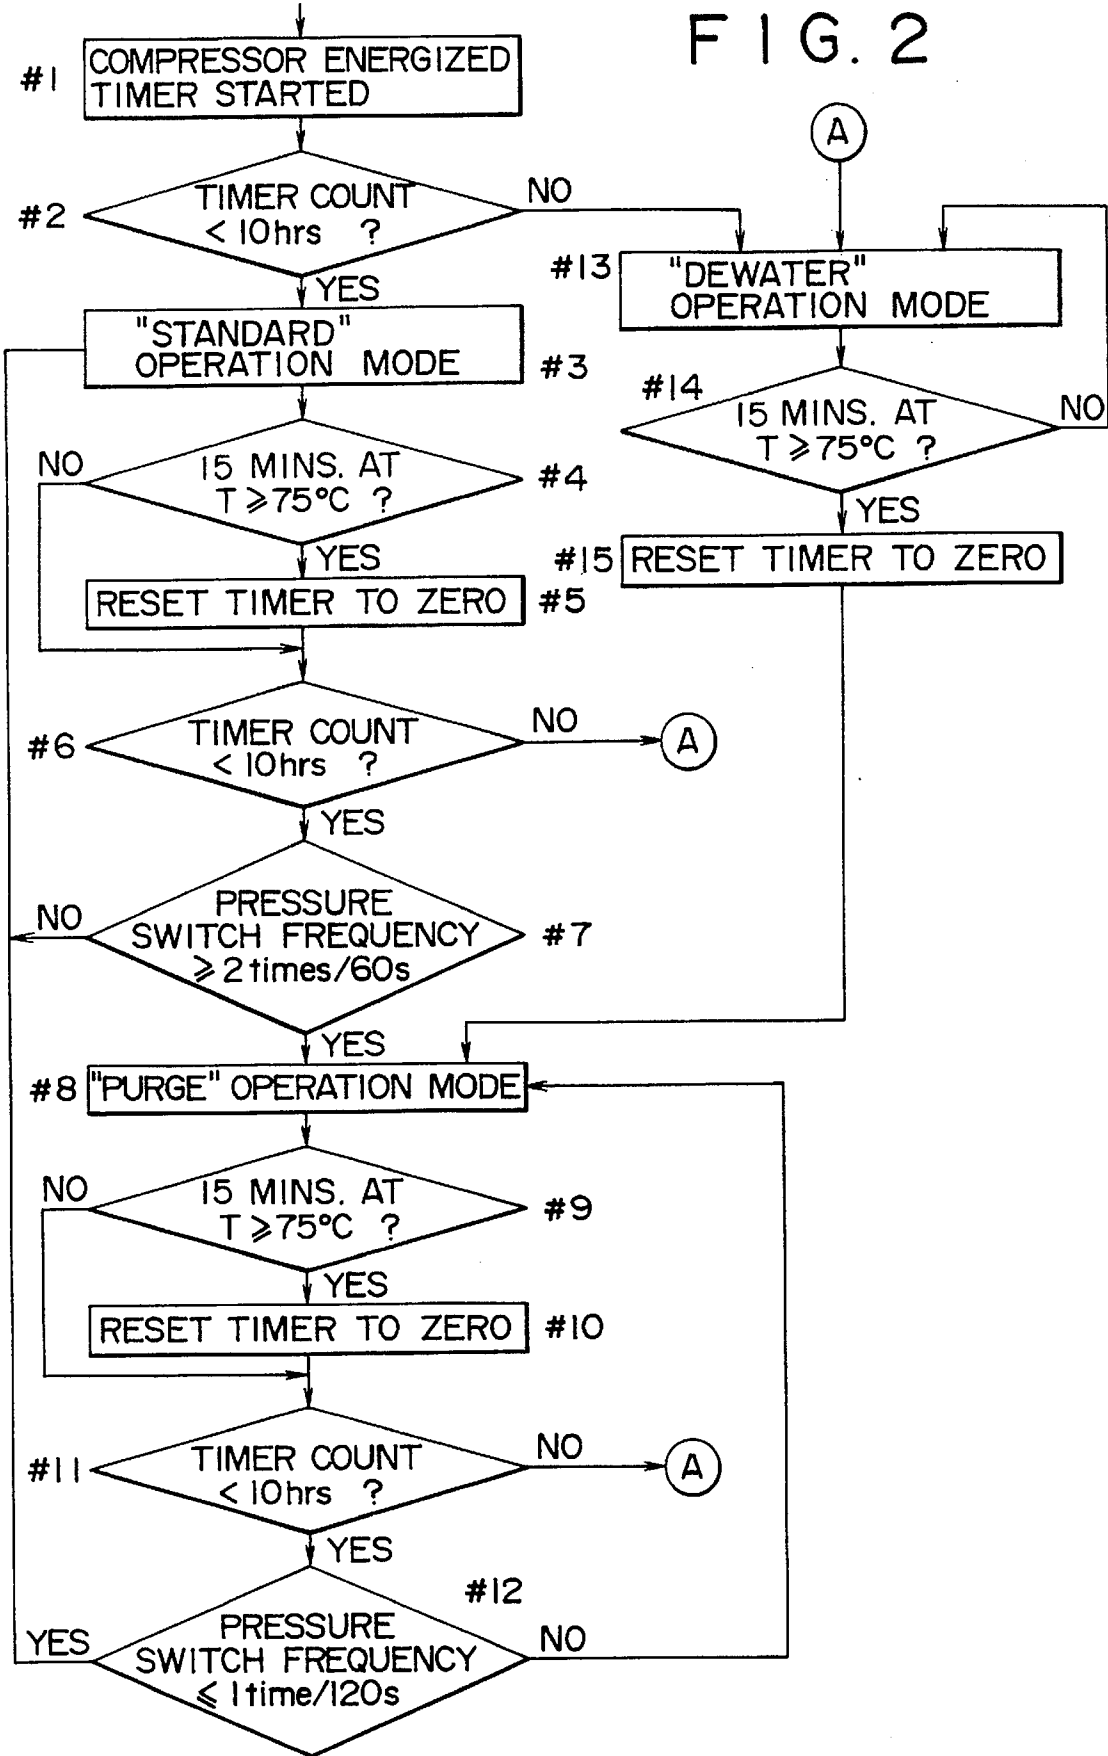 FIG. 2
#1
COMPRESSOR ENERGIZED
TIMER STARTED
#2
TIMER COUNT
< 10hrs ?
NO
YES
"STANDARD"
OPERATION MODE
#3
15 MINS. AT
T ≥ 75°C ?
#4
NO
YES
RESET TIMER TO ZERO
#5
#6
TIMER COUNT
< 10hrs ?
NO
A
YES
PRESSURE
SWITCH FREQUENCY
≥ 2 times/60s
#7
NO
YES
#8
"PURGE" OPERATION MODE
15 MINS. AT
T ≥ 75°C ?
#9
NO
YES
RESET TIMER TO ZERO
#10
#11
TIMER COUNT
< 10hrs ?
NO
A
YES
#12
PRESSURE
SWITCH FREQUENCY
≤ 1 time/120s
YES
NO
A
#13
"DEWATER"
OPERATION MODE
#14
15 MINS. AT
T ≥ 75°C ?
NO
YES
#15
RESET TIMER TO ZERO